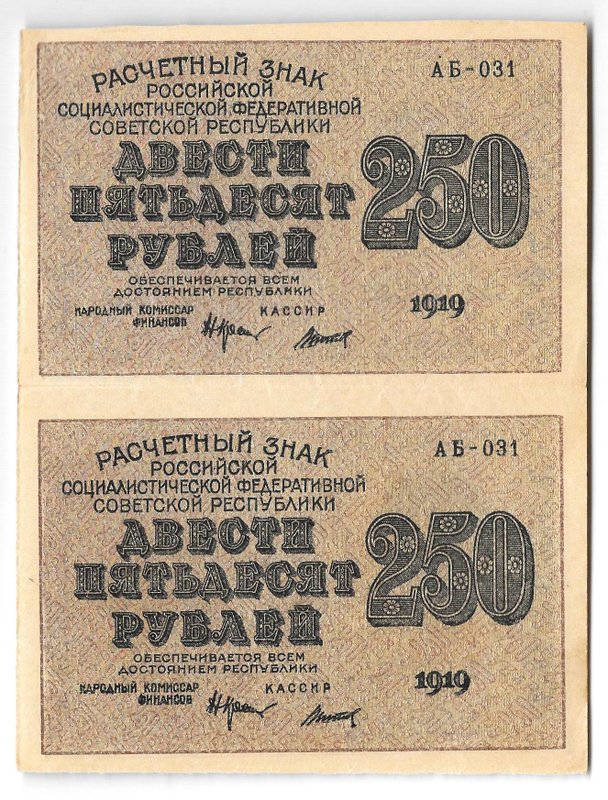 РАСЧЕТНЫЙ ЗНАК
АБ-031
РОССИЙСКОЙ
СОЦИАЛИСТИЧЕСКОЙ ФЕДЕРАТИВНОЙ
СОВЕТСКОЙ РЕСПУБЛИКИ
ДВЕСТИ
ПЯТЬДЕСЯТ
РУБЛЕЙ
250
ОБЕСПЕЧИВАЕТСЯ ВСЕМ
ДОСТОЯНИЕМ РЕСПУБЛИКИ
1919
НАРОДНЫЙ КОМИССАР
ФИНАНСОВ
КАССИР
РАСЧЕТНЫЙ ЗНАК
АБ-031
РОССИЙСКОЙ
СОЦИАЛИСТИЧЕСКОЙ ФЕДЕРАТИВНОЙ
СОВЕТСКОЙ РЕСПУБЛИКИ
ДВЕСТИ
ПЯТЬДЕСЯТ
РУБЛЕЙ
250
ОБЕСПЕЧИВАЕТСЯ ВСЕМ
ДОСТОЯНИЕМ РЕСПУБЛИКИ
1919
НАРОДНЫЙ КОМИССАР
ФИНАНСОВ
КАССИР